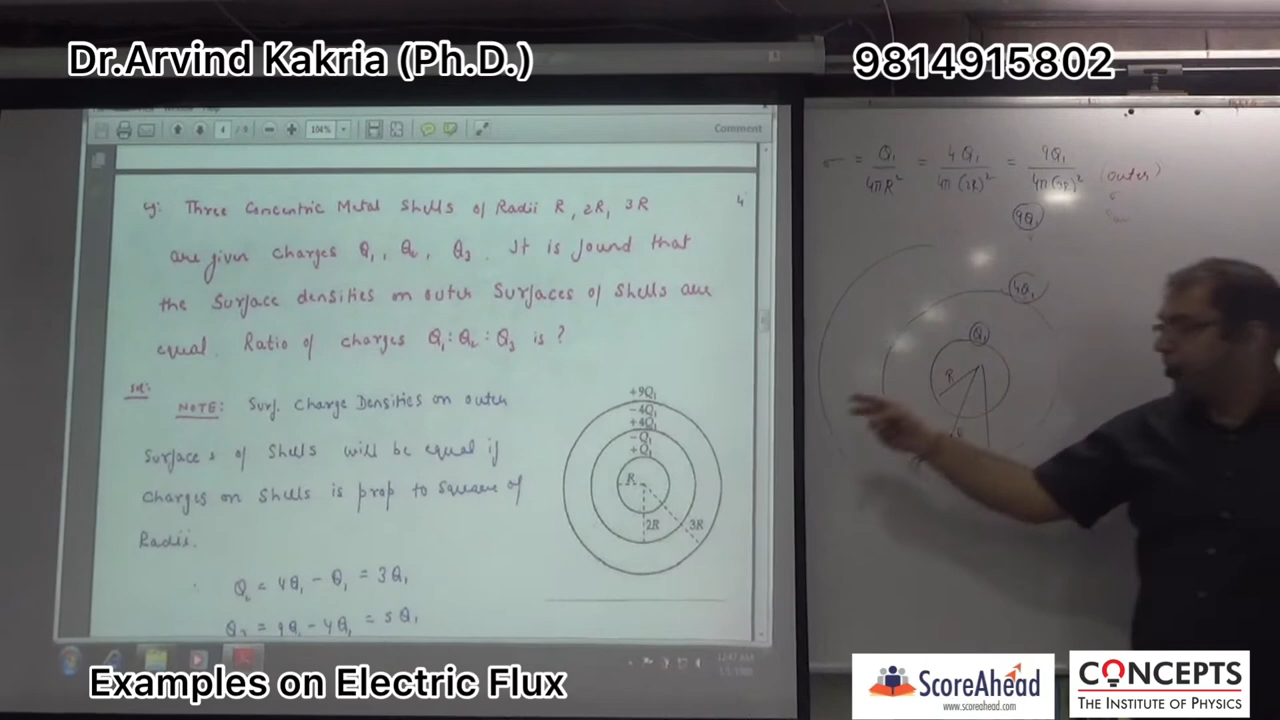 Dr.Arvind Kakria (Ph.D.)
9814915802
4 / 8
104%
Comment
4
eg: Three Concentric Metal Shells of Radii R, 2R, 3R
are given charges Q₁, Q₂, Q₃. It is found that
the Surface densities on outer Surfaces of Shells are
equal. Ratio of charges Q₁:Q₂:Q₃ is?
Sol:
NOTE: Surf. Charge Densities on outer
Surfaces of Shells will be equal if
Charges on Shells is prop to Square of
Radii.
∴ Q₂ = 4Q₁ - Q₁ = 3Q₁
Q₃ = 9Q₁ - 4Q₁ = 5Q₁
+9Q₁
-4Q₁
+4Q₁
-Q₁
+Q₁
R
2R
3R
σ = Q₁/4πR² = 4Q₁/4π(2R)² = 9Q₁/4π(3R)² (outer)
9Q₁
4Q₁
Q₁
R
Examples on Electric Flux
ScoreAhead
www.scoreahead.com
CONCEPTS
THE INSTITUTE OF PHYSICS